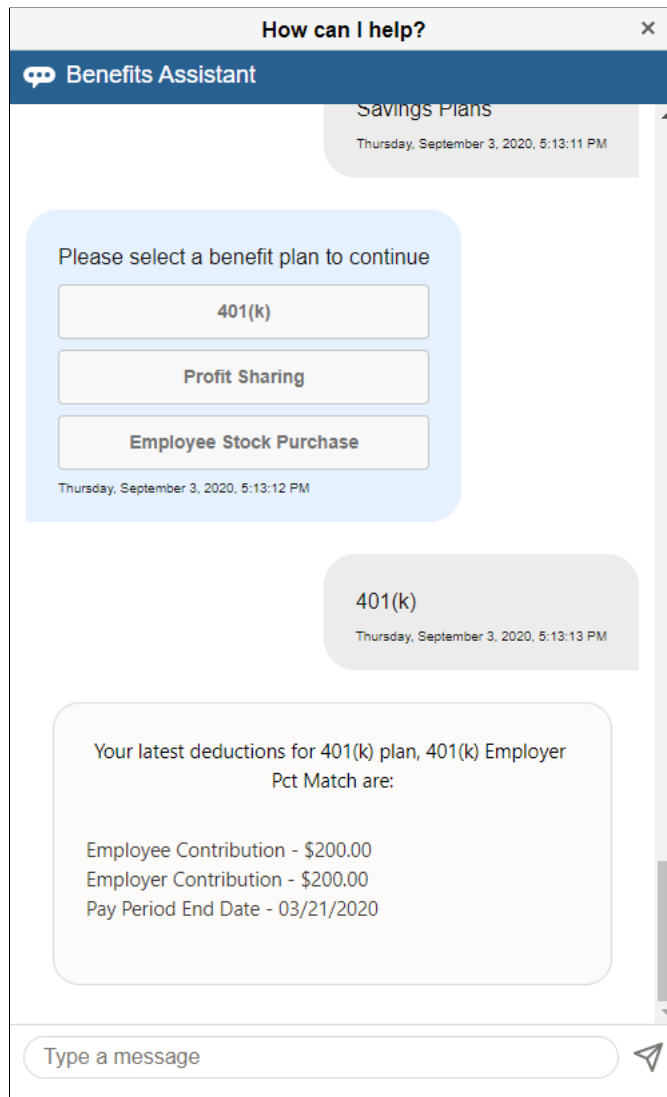 How can I help?
Benefits Assistant
Savings Plans
Thursday, September 3, 2020, 5:13:11 PM
Please select a benefit plan to continue
401(k)
Profit Sharing
Employee Stock Purchase
Thursday, September 3, 2020, 5:13:12 PM
401(k)
Thursday, September 3, 2020, 5:13:13 PM
Your latest deductions for 401(k) plan, 401(k) Employer
Pct Match are:
Employee Contribution - $200.00
Employer Contribution - $200.00
Pay Period End Date - 03/21/2020
Type a message